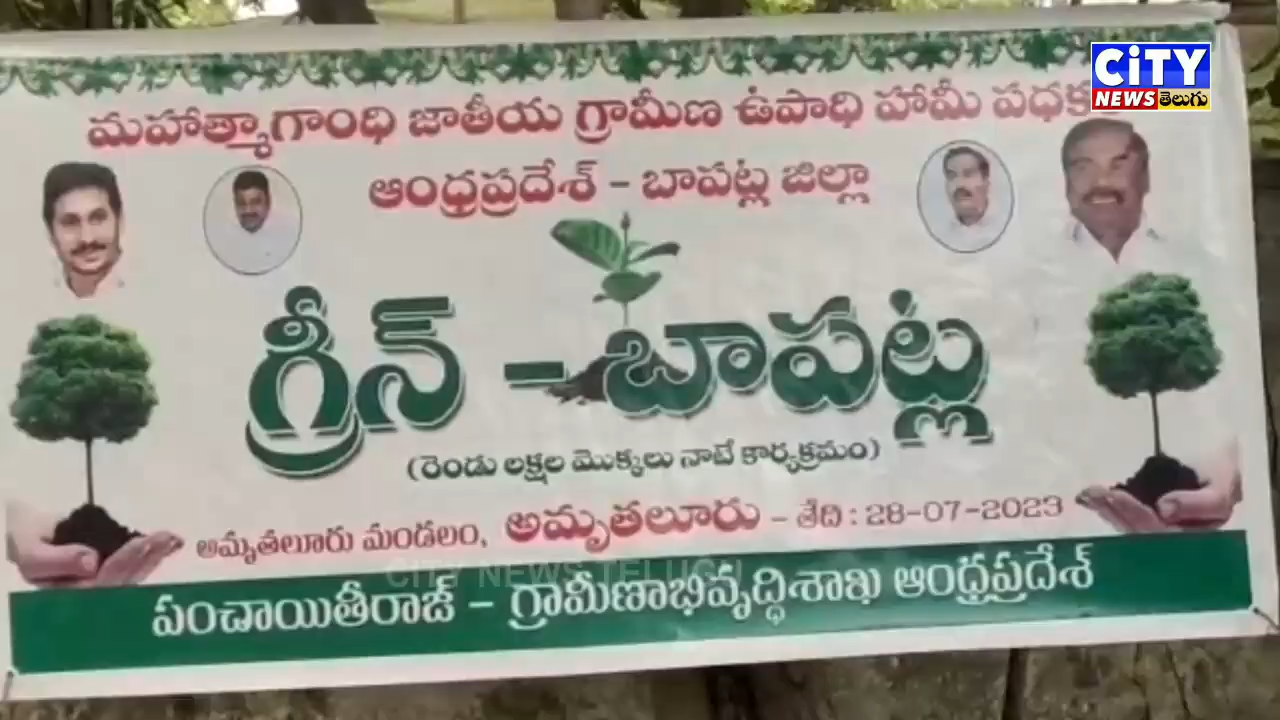 CiTY
NEWS తెలుగు
మహాత్మాగాంధి జాతీయ గ్రామీణ ఉపాధి హామీ పధకం
ఆంధ్రప్రదేశ్ - బాపట్ల జిల్లా
గ్రీన్ - బాపట్ల
(రెండు లక్షల మొక్కలు నాటే కార్యక్రమం)
అమృతలూరు మండలం, అమృతలూరు - తేది : 28-07-2023
CITY NEWS TELUGU
పంచాయితీరాజ్ - గ్రామీణాభివృద్ధిశాఖ ఆంధ్రప్రదేశ్